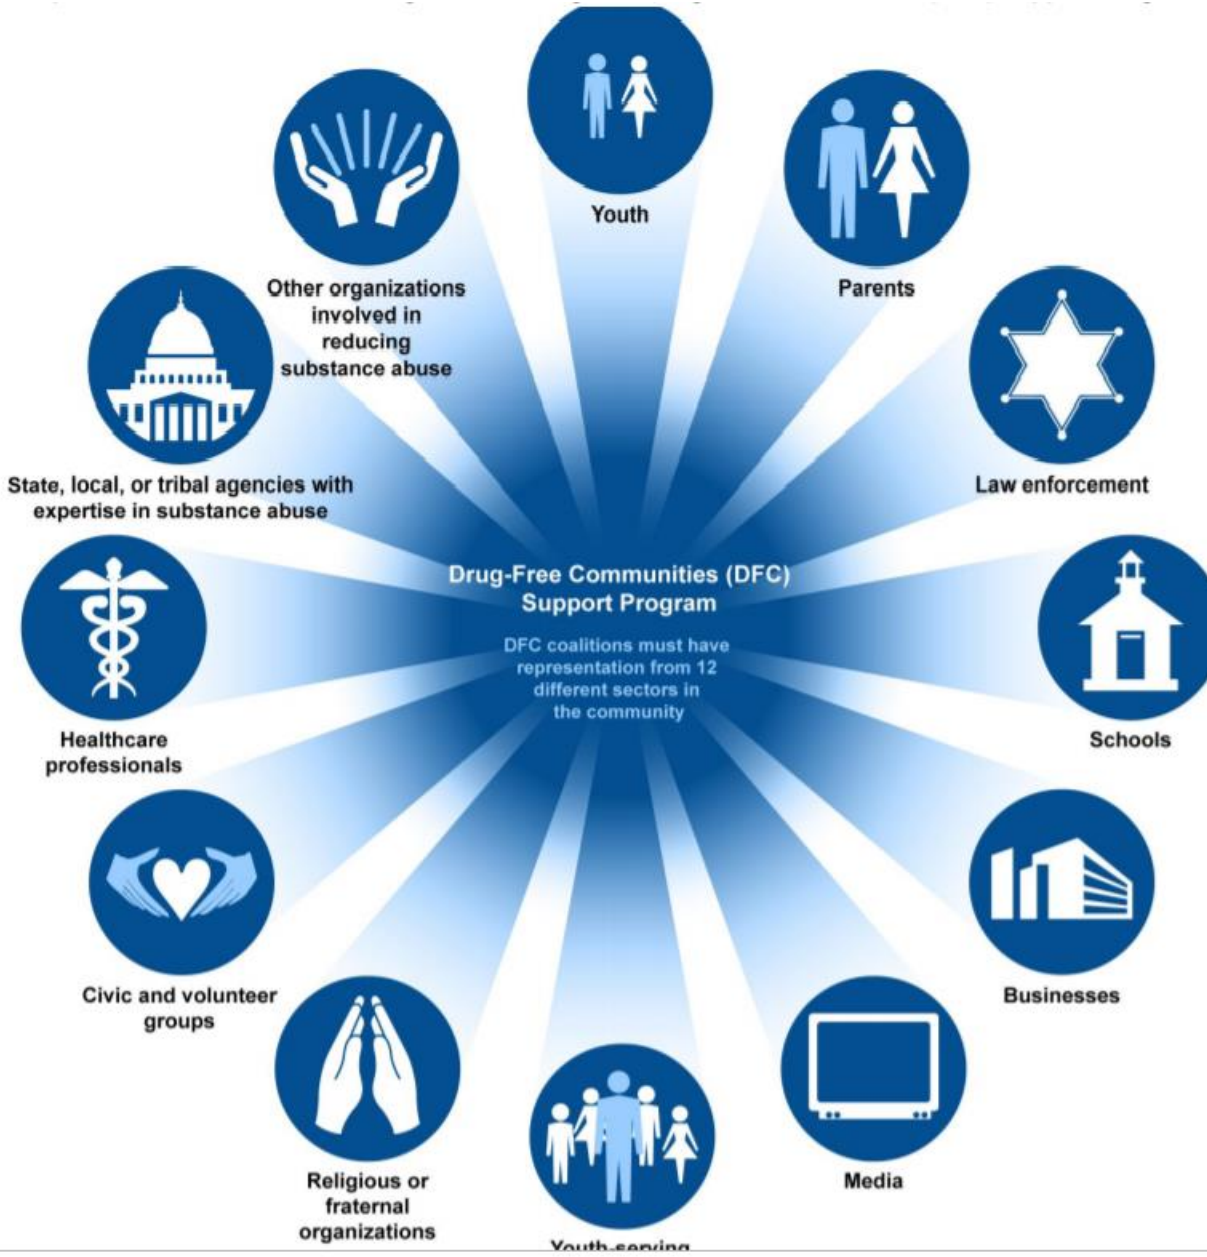 Youth
Parents
Law enforcement
Schools
Businesses
Media
Youth-serving
Religious or
fraternal
organizations
Civic and volunteer
groups
Healthcare
professionals
State, local, or tribal agencies with
expertise in substance abuse
Other organizations
involved in
reducing
substance abuse
Drug-Free Communities (DFC)
Support Program
DFC coalitions must have
representation from 12
different sectors in
the community